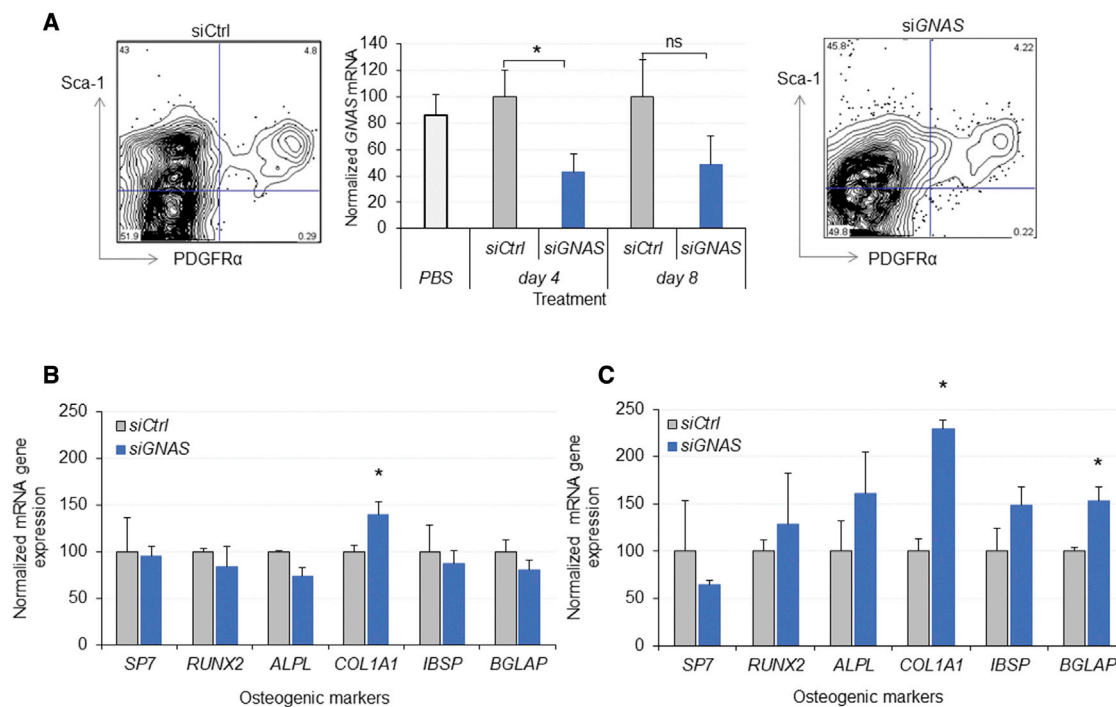 A
siCtrl
43
4.8
Sca-1
51.9
0.29
PDGFRα
Normalized GNAS mRNA
140
120
100
80
60
40
20
0
*
ns
siCtrl siGNAS siCtrl siGNAS
PBS day 4 day 8
Treatment
siGNAS
45.8
4.22
Sca-1
49.8
0.22
PDGFRα
B
Normalized mRNA gene
expression
250
200
150
100
50
0
siCtrl
siGNAS
*
SP7 RUNX2 ALPL COL1A1 IBSP BGLAP
Osteogenic markers
C
Normalized mRNA gene
expression
250
200
150
100
50
0
siCtrl
siGNAS
*
*
SP7 RUNX2 ALPL COL1A1 IBSP BGLAP
Osteogenic markers